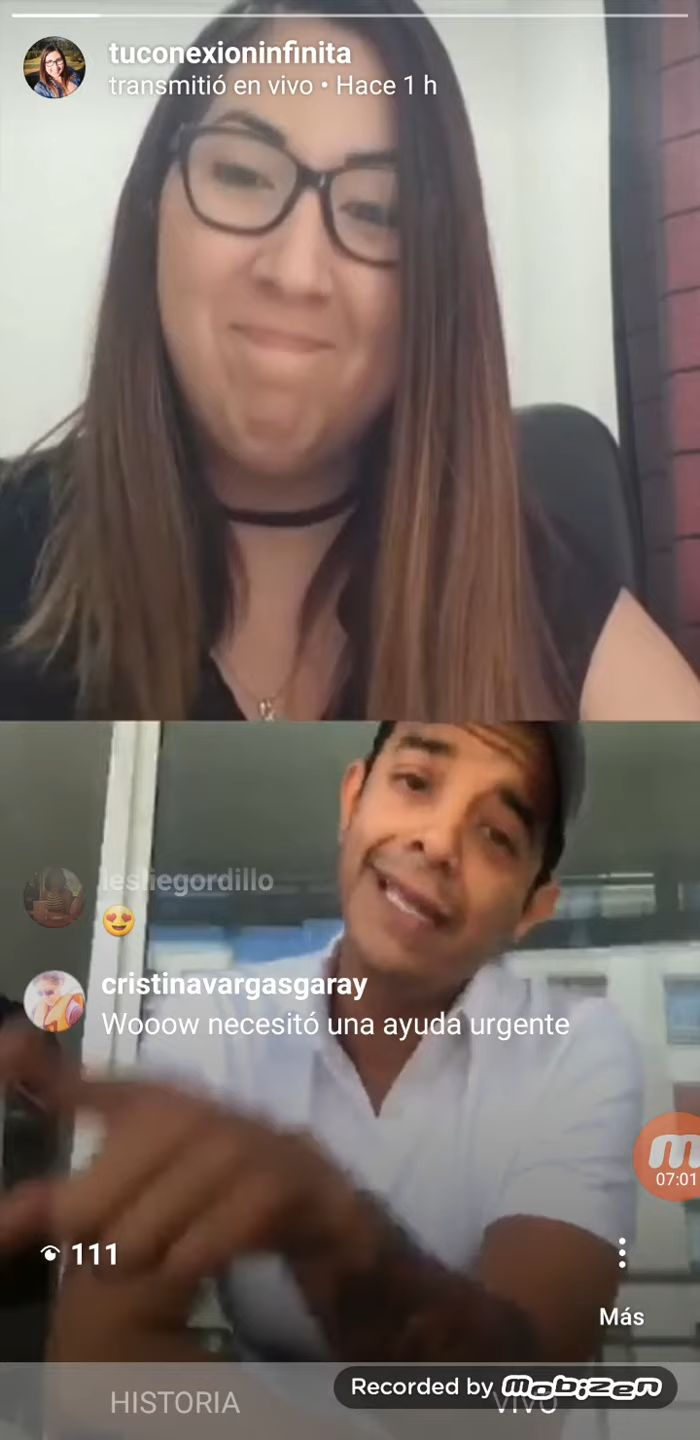 tuconexioninfinita
transmitió en vivo • Hace 1 h
lesliegordillo
😍
cristinavargasgaray
Wooow necesitó una ayuda urgente
07:01
111
Más
HISTORIA
Recorded by Mobizen
VIVO